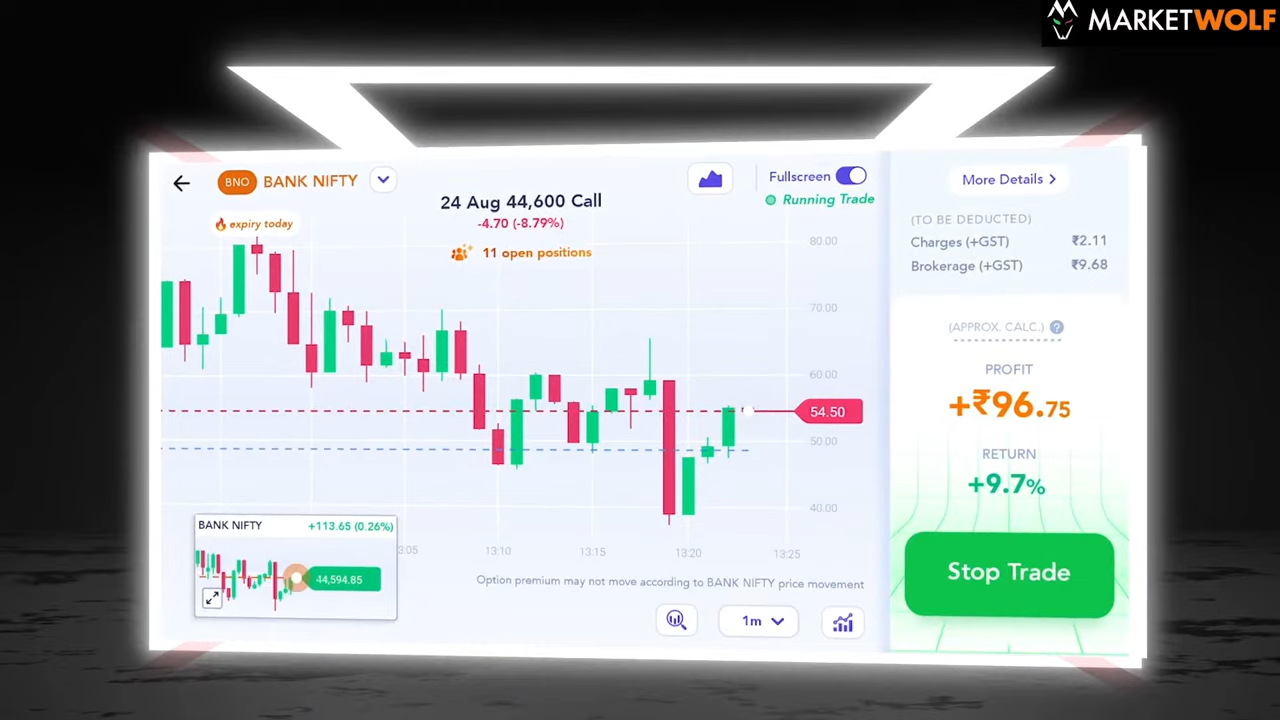 MARKETWOLF
BNO BANK NIFTY
expiry today
24 Aug 44,600 Call
-4.70 (-8.79%)
11 open positions
Fullscreen
Running Trade
More Details >
(TO BE DEDUCTED)
Charges (+GST) ₹2.11
Brokerage (+GST) ₹9.68
(APPROX. CALC.) ?
PROFIT
+₹96.75
RETURN
+9.7%
Stop Trade
80.00
70.00
60.00
54.50
50.00
40.00
BANK NIFTY +113.65 (0.26%)
44,594.85
3:05 13:10 13:15 13:20 13:25
Option premium may not move according to BANK NIFTY price movement
1m